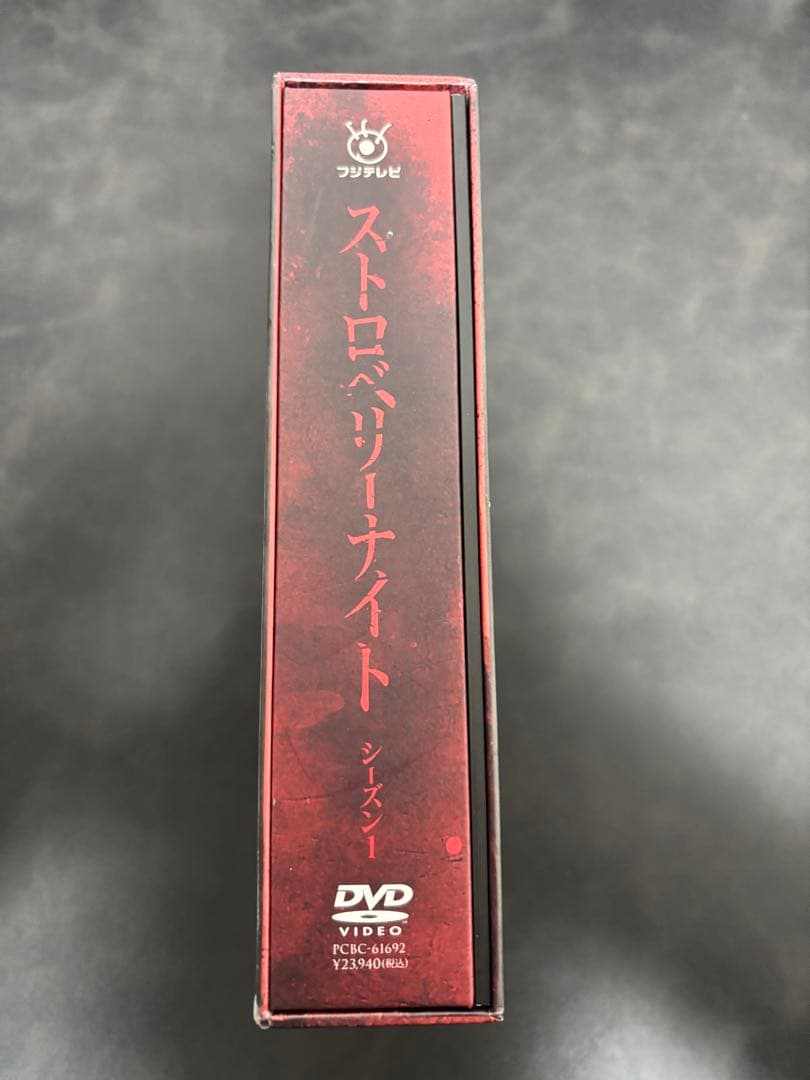 フジテレビ
ストロベリーナイト
シーズン1
DVD
VIDEO
PCBC-61692
¥23,940(税込)